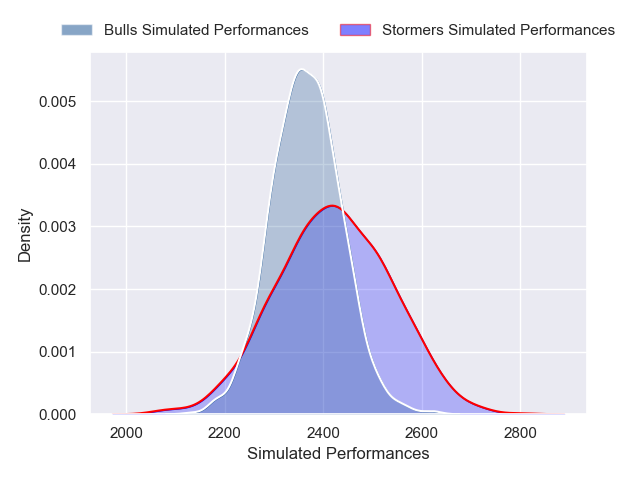 Bulls Simulated Performances
Stormers Simulated Performances
Density
0.005
0.004
0.003
0.002
0.001
0.000
2000 2200 2400 2600 2800
Simulated Performances